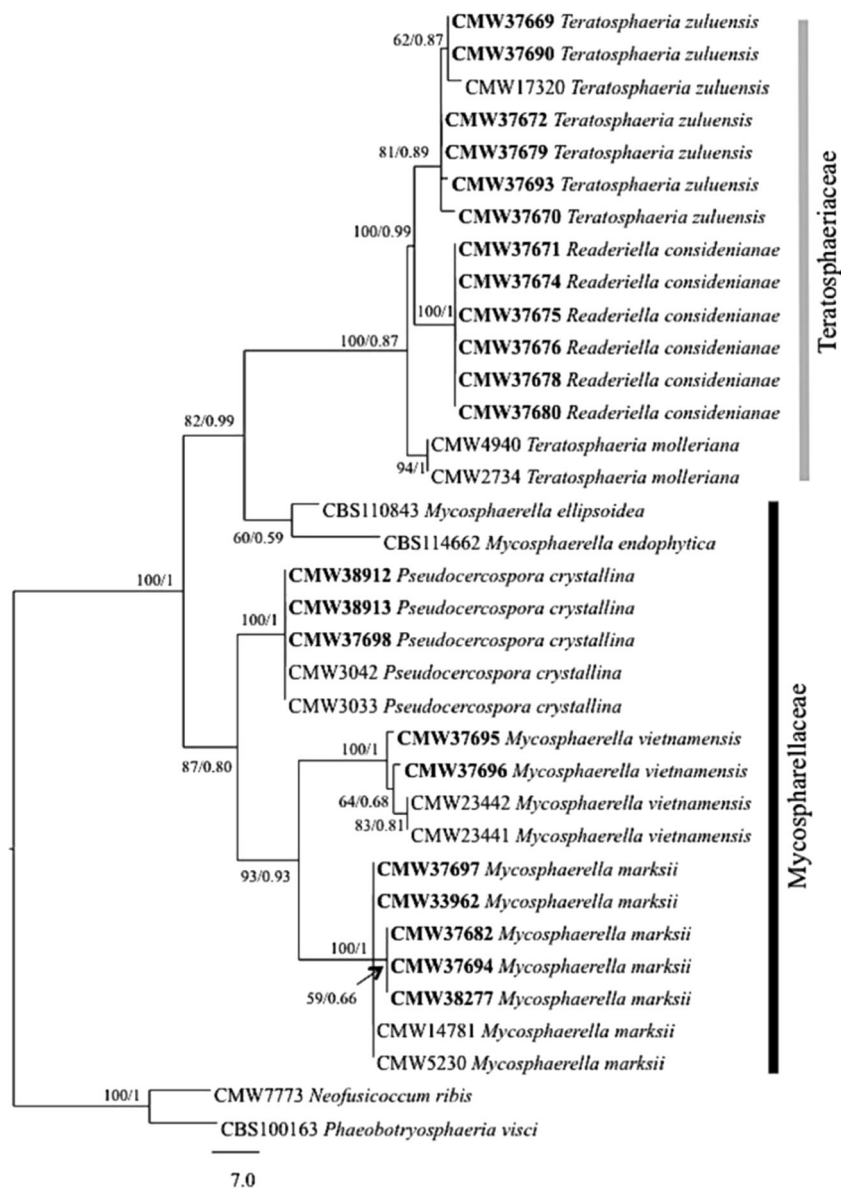 CMW37669 Teratosphaeria zuluensis
62/0.87
CMW37690 Teratosphaeria zuluensis
CMW17320 Teratosphaeria zuluensis
CMW37672 Teratosphaeria zuluensis
81/0.89
CMW37679 Teratosphaeria zuluensis
CMW37693 Teratosphaeria zuluensis
CMW37670 Teratosphaeria zuluensis
100/0.99
CMW37671 Readeriella considenianae
CMW37674 Readeriella considenianae
100/1
CMW37675 Readeriella considenianae
100/0.87
CMW37676 Readeriella considenianae
CMW37678 Readeriella considenianae
CMW37680 Readeriella considenianae
82/0.99
CMW4940 Teratosphaeria molleriana
94/1
CMW2734 Teratosphaeria molleriana
Teratosphaeriaceae
CBS110843 Mycosphaerella ellipsoidea
60/0.59
CBS114662 Mycosphaerella endophytica
100/1
CMW38912 Pseudocercospora crystallina
CMW38913 Pseudocercospora crystallina
100/1
CMW37698 Pseudocercospora crystallina
CMW3042 Pseudocercospora crystallina
CMW3033 Pseudocercospora crystallina
CMW37695 Mycosphaerella vietnamensis
100/1
87/0.80
CMW37696 Mycosphaerella vietnamensis
64/0.68
CMW23442 Mycosphaerella vietnamensis
83/0.81
CMW23441 Mycosphaerella vietnamensis
93/0.93
CMW37697 Mycosphaerella marksii
CMW33962 Mycosphaerella marksii
CMW37682 Mycosphaerella marksii
100/1
CMW37694 Mycosphaerella marksii
59/0.66
CMW38277 Mycosphaerella marksii
CMW14781 Mycosphaerella marksii
CMW5230 Mycosphaerella marksii
Mycospharellaceae
100/1
CMW7773 Neofusicoccum ribis
CBS100163 Phaeobotryosphaeria visci
7.0